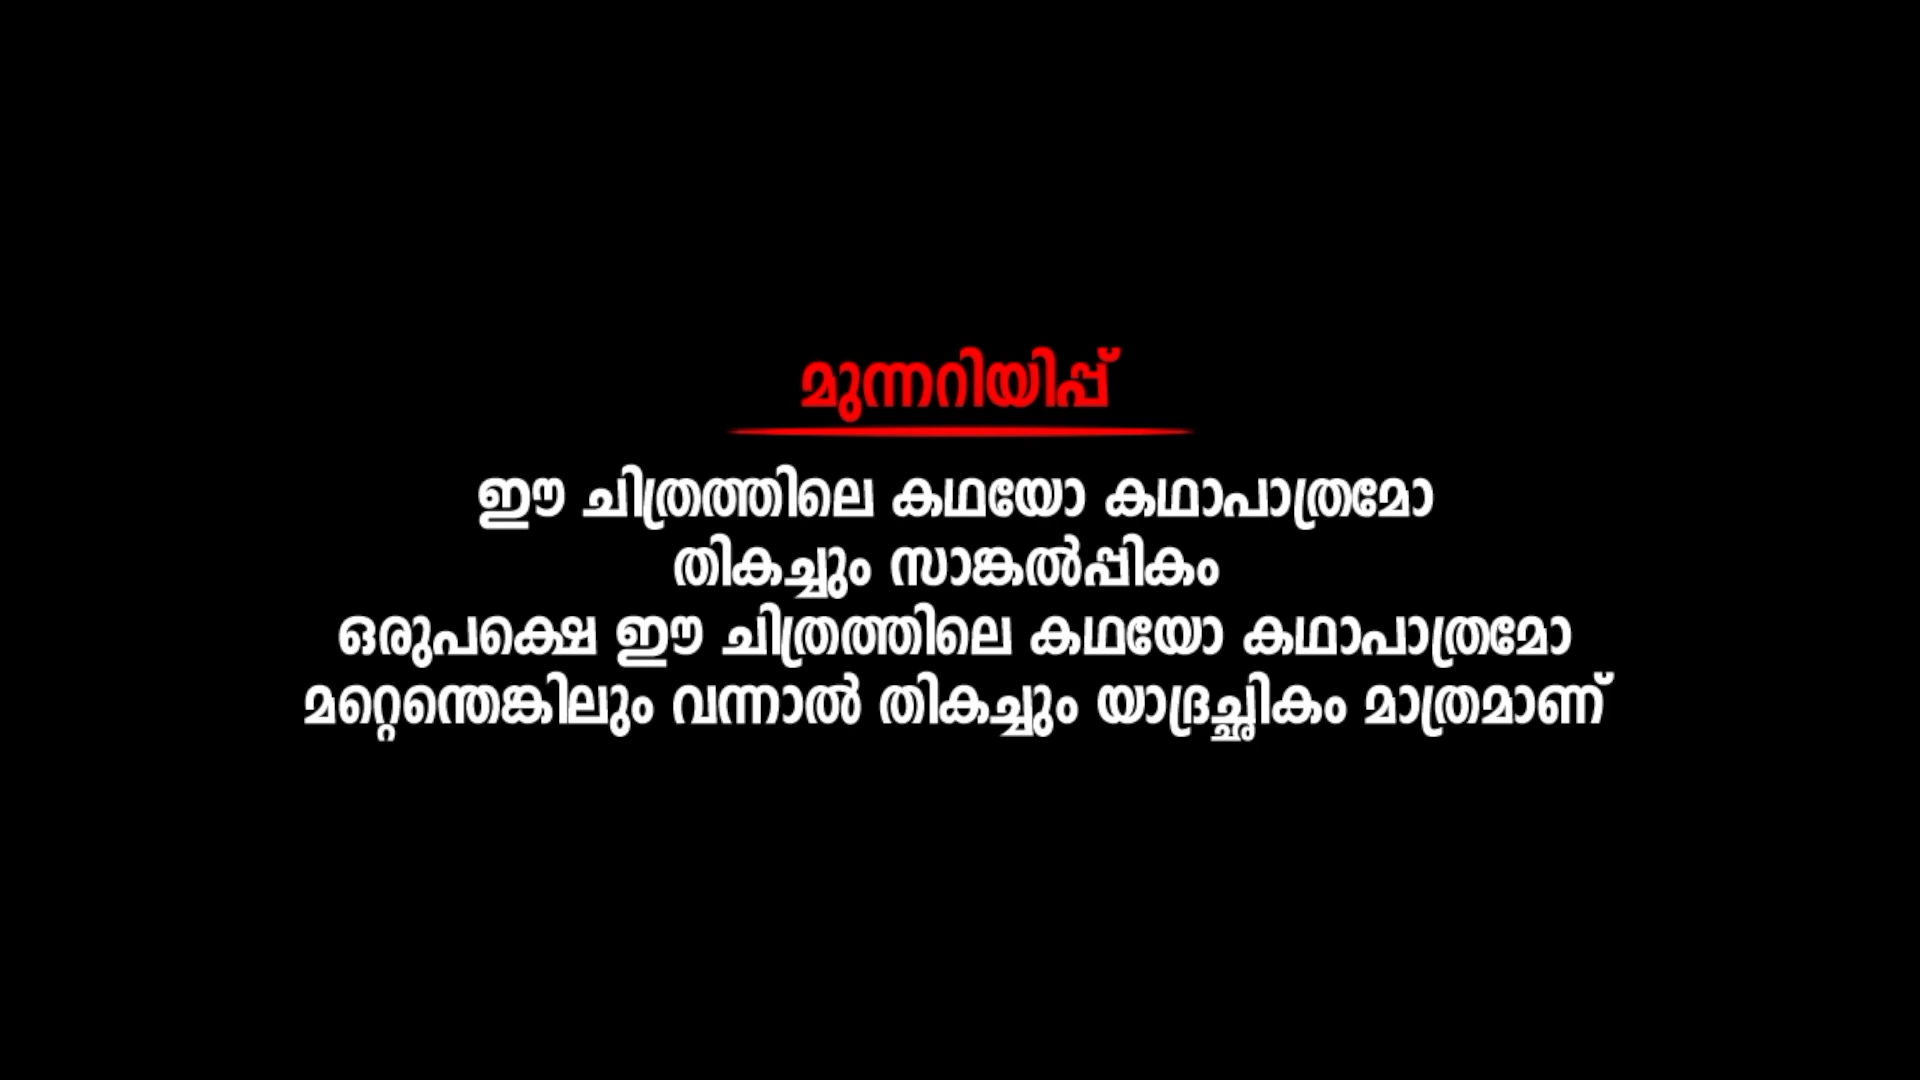 മുന്നറിയിപ്പ്
ഈ ചിത്രത്തിലെ കഥയോ കഥാപാത്രമോ
തികച്ചും സാങ്കൽപ്പികം
ഒരുപക്ഷെ ഈ ചിത്രത്തിലെ കഥയോ കഥാപാത്രമോ
മറ്റെന്തെങ്കിലും വന്നാൽ തികച്ചും യാദ്രച്ഛികം മാത്രമാണ്